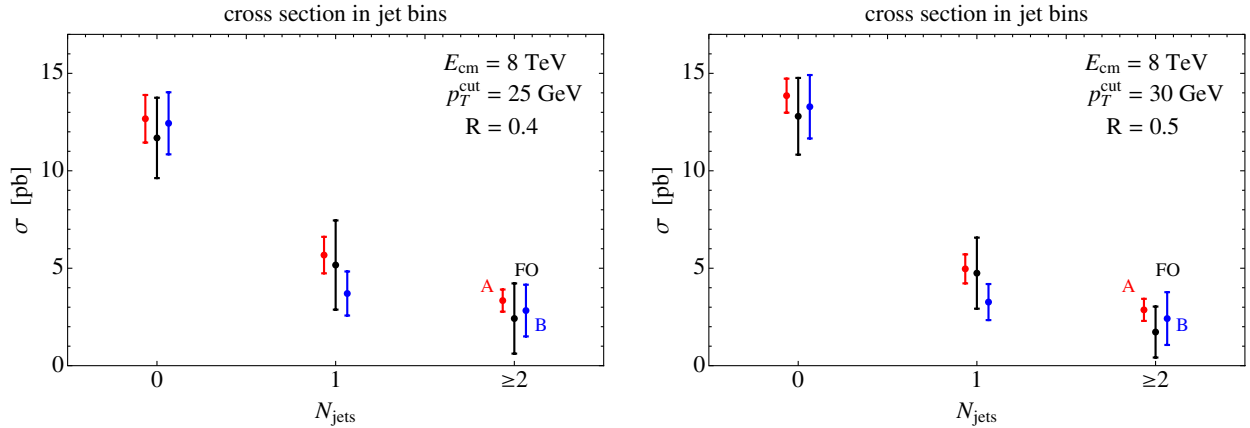 cross section in jet bins
E_cm = 8 TeV
p_T^cut = 25 GeV
R = 0.4
15
10
5
0
σ [pb]
FO
A
B
0 1 ≥2
N_jets
cross section in jet bins
E_cm = 8 TeV
p_T^cut = 30 GeV
R = 0.5
15
10
5
0
σ [pb]
FO
A
B
0 1 ≥2
N_jets